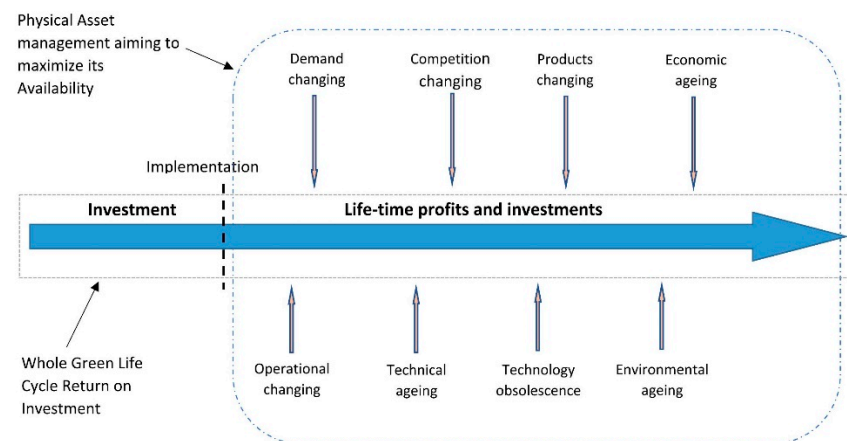 Physical Asset
management aiming to
maximize its
Availability
Demand
changing
Competition
changing
Products
changing
Economic
ageing
Implementation
Investment
Life-time profits and investments
Whole Green Life
Cycle Return on
Investment
Operational
changing
Technical
ageing
Technology
obsolescence
Environmental
ageing